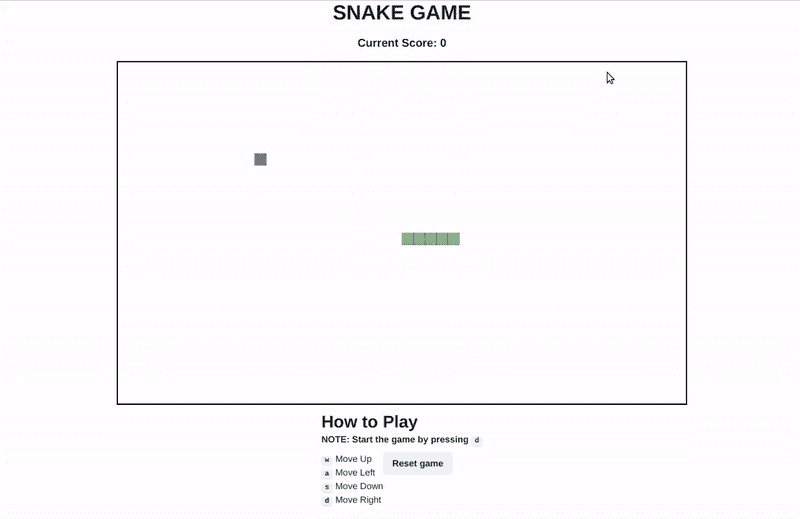 SNAKE GAME
Current Score: 0
How to Play
NOTE: Start the game by pressing d
w Move Up
a Move Left
s Move Down
d Move Right
Reset game